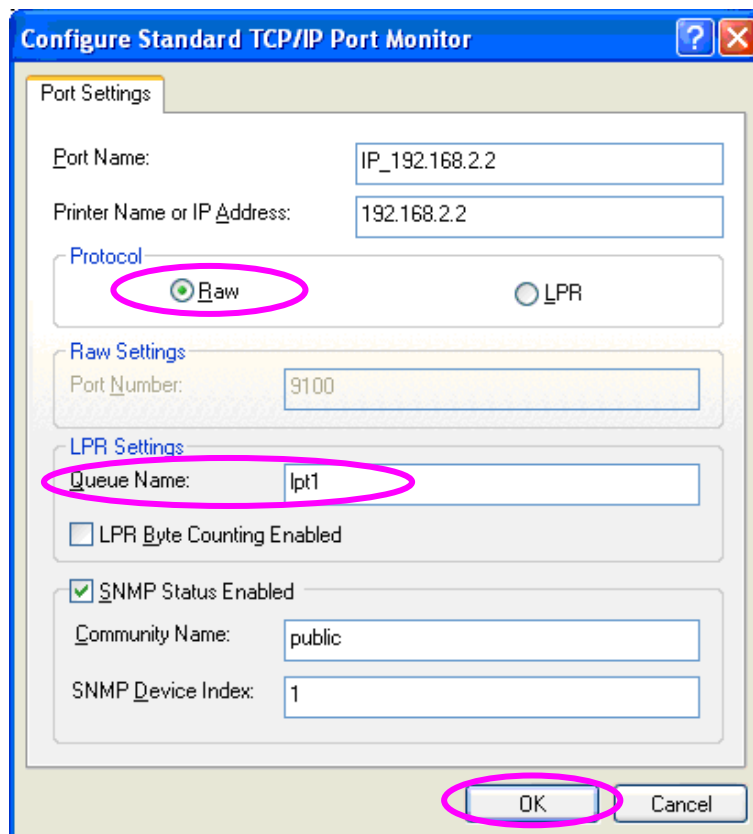 Configure Standard TCP/IP Port Monitor
Port Settings
Port Name: IP_192.168.2.2
Printer Name or IP Address: 192.168.2.2
Protocol
Raw LPR
Raw Settings
Port Number: 9100
LPR Settings
Queue Name: lpt1
LPR Byte Counting Enabled
SNMP Status Enabled
Community Name: public
SNMP Device Index: 1
OK Cancel